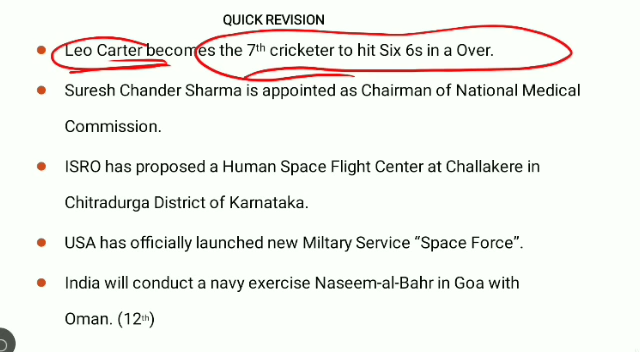 QUICK REVISION
• Leo Carter becomes the 7th cricketer to hit Six 6s in a Over.
• Suresh Chander Sharma is appointed as Chairman of National Medical
Commission.
• ISRO has proposed a Human Space Flight Center at Challakere in
Chitradurga District of Karnataka.
• USA has officially launched new Miltary Service “Space Force”.
• India will conduct a navy exercise Naseem-al-Bahr in Goa with
Oman. (12th)